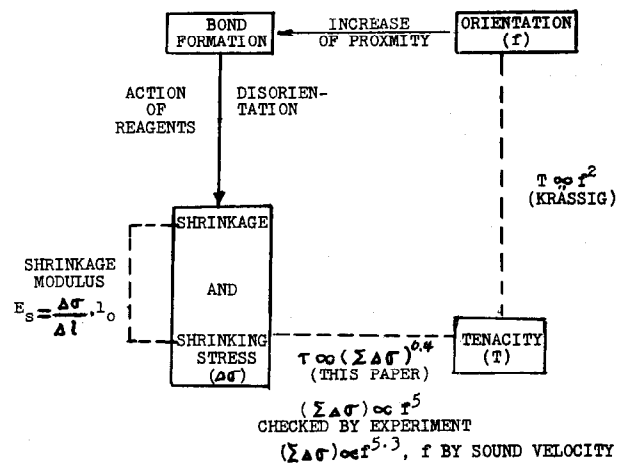 BOND
FORMATION
INCREASE
OF PROXMITY
ORIENTATION
(f)
ACTION
OF
REAGENTS
DISORIEN-
TATION
T ∝ f²
(KRÄSSIG)
SHRINKAGE
AND
SHRINKING
STRESS
(Δσ)
SHRINKAGE
MODULUS
E_s = Δσ/Δl · l₀
TENACITY
(T)
T ∝ (ΣΔσ)^0.4
(THIS PAPER)
(ΣΔσ) ∝ f⁵
CHECKED BY EXPERIMENT
(ΣΔσ) ∝ f^5.3, f BY SOUND VELOCITY